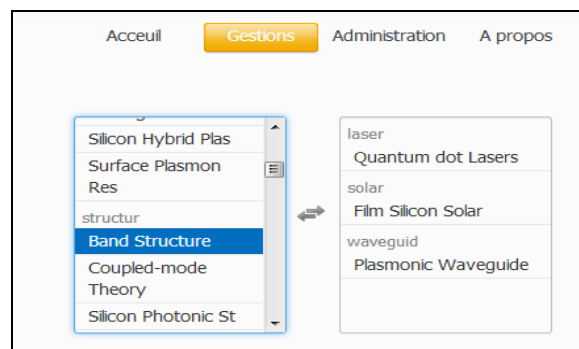 Acceuil Gestions Administration A propos
Silicon Hybrid Plas
Surface Plasmon
Res
structur
Band Structure
Coupled-mode
Theory
Silicon Photonic St
laser
Quantum dot Lasers
solar
Film Silicon Solar
waveguid
Plasmonic Waveguide